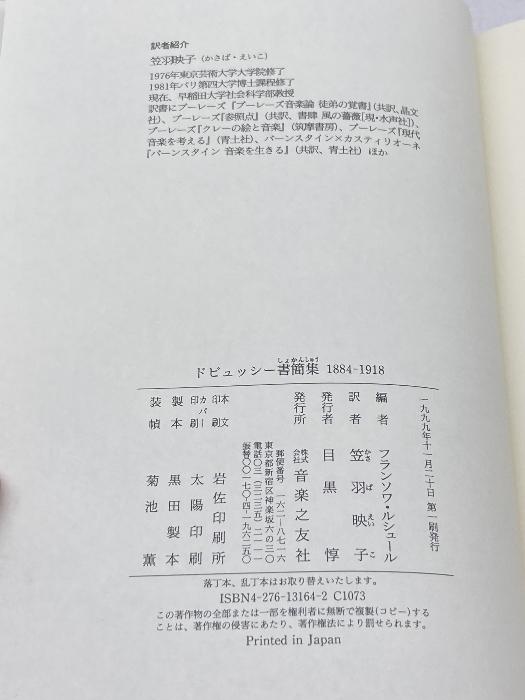 訳者紹介
笠羽映子(かさば・えいこ)
1976年東京芸術大学大学院修了
1981年パリ第四大学博士課程修了
現在、早稲田大学社会科学部教授
訳書にブーレーズ『ブーレーズ音楽論 徒弟の覚書』(共訳、晶文
社)、ブーレーズ『参照点』(共訳、書肆 風の薔薇[現・水声社])、
ブーレーズ『クレーの絵と音楽』(筑摩書房)、ブーレーズ『現代
音楽を考える』(青土社)、バーンスタイン×カスティリオーネ
『バーンスタイン 音楽を生きる』(共訳、青土社)ほか
しょかんしゅう
ドビュッシー書簡集 1884-1918
一九九九年十一月二十日 第一刷発行
編者 フランソワ・ルシュール
訳者 笠羽映子
かさ ば えい こ
発行者 目黒惇
発行所 株式会社 音楽之友社
郵便番号 一六二―八七一六
東京都新宿区神楽坂六の三〇
電話〇三(三二三五)二一一一
振替〇〇一七〇―四―一九六二五〇
本文印刷 岩佐印刷所
カバー印刷 太陽印刷
製本 黒田製本
装幀 菊池薫
落丁本、乱丁本はお取り替えいたします。
ISBN4-276-13164-2 C1073
この著作物の全部または一部を権利者に無断で複製(コピー)する
ことは、著作権の侵害にあたり、著作権法により罰せられます。
Printed in Japan